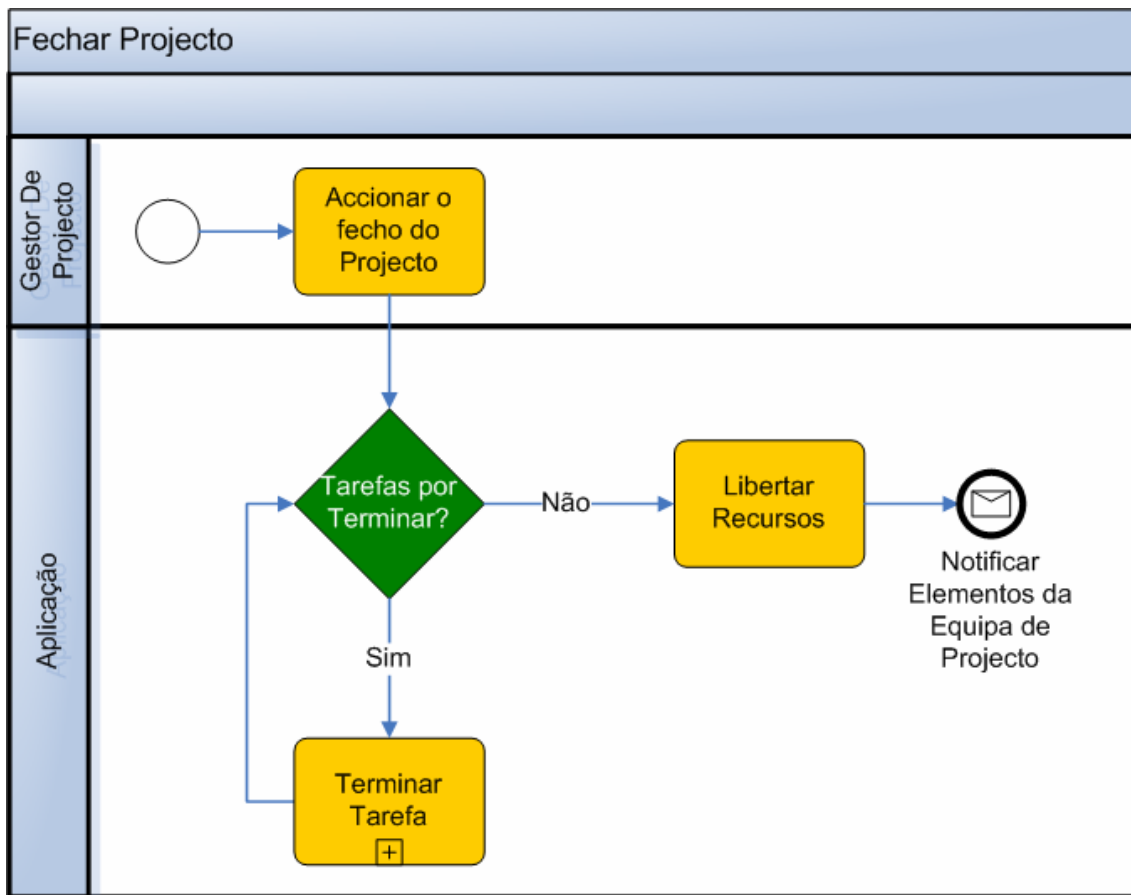 Fechar Projecto
Gestor De
Projecto
Accionar o
fecho do
Projecto
Aplicação
Tarefas por
Terminar?
Não
Libertar
Recursos
Notificar
Elementos da
Equipa de
Projecto
Sim
Terminar
Tarefa